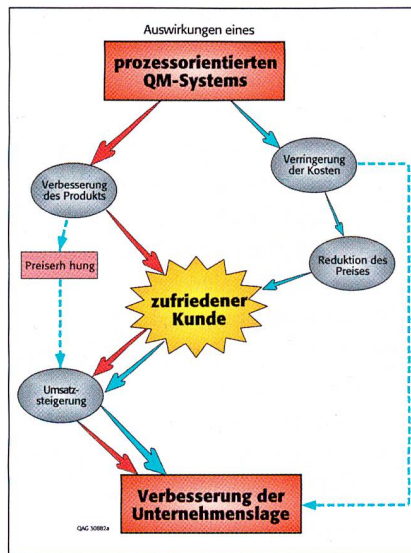 Auswirkungen eines
prozessorientierten
QM-Systems
Verbesserung
des Produkts
Verringerung
der Kosten
Preiserh hung
Reduktion des
Preises
zufriedener
Kunde
Umsatz-
steigerung
Verbesserung der
Unternehmenslage
QAG 50882a